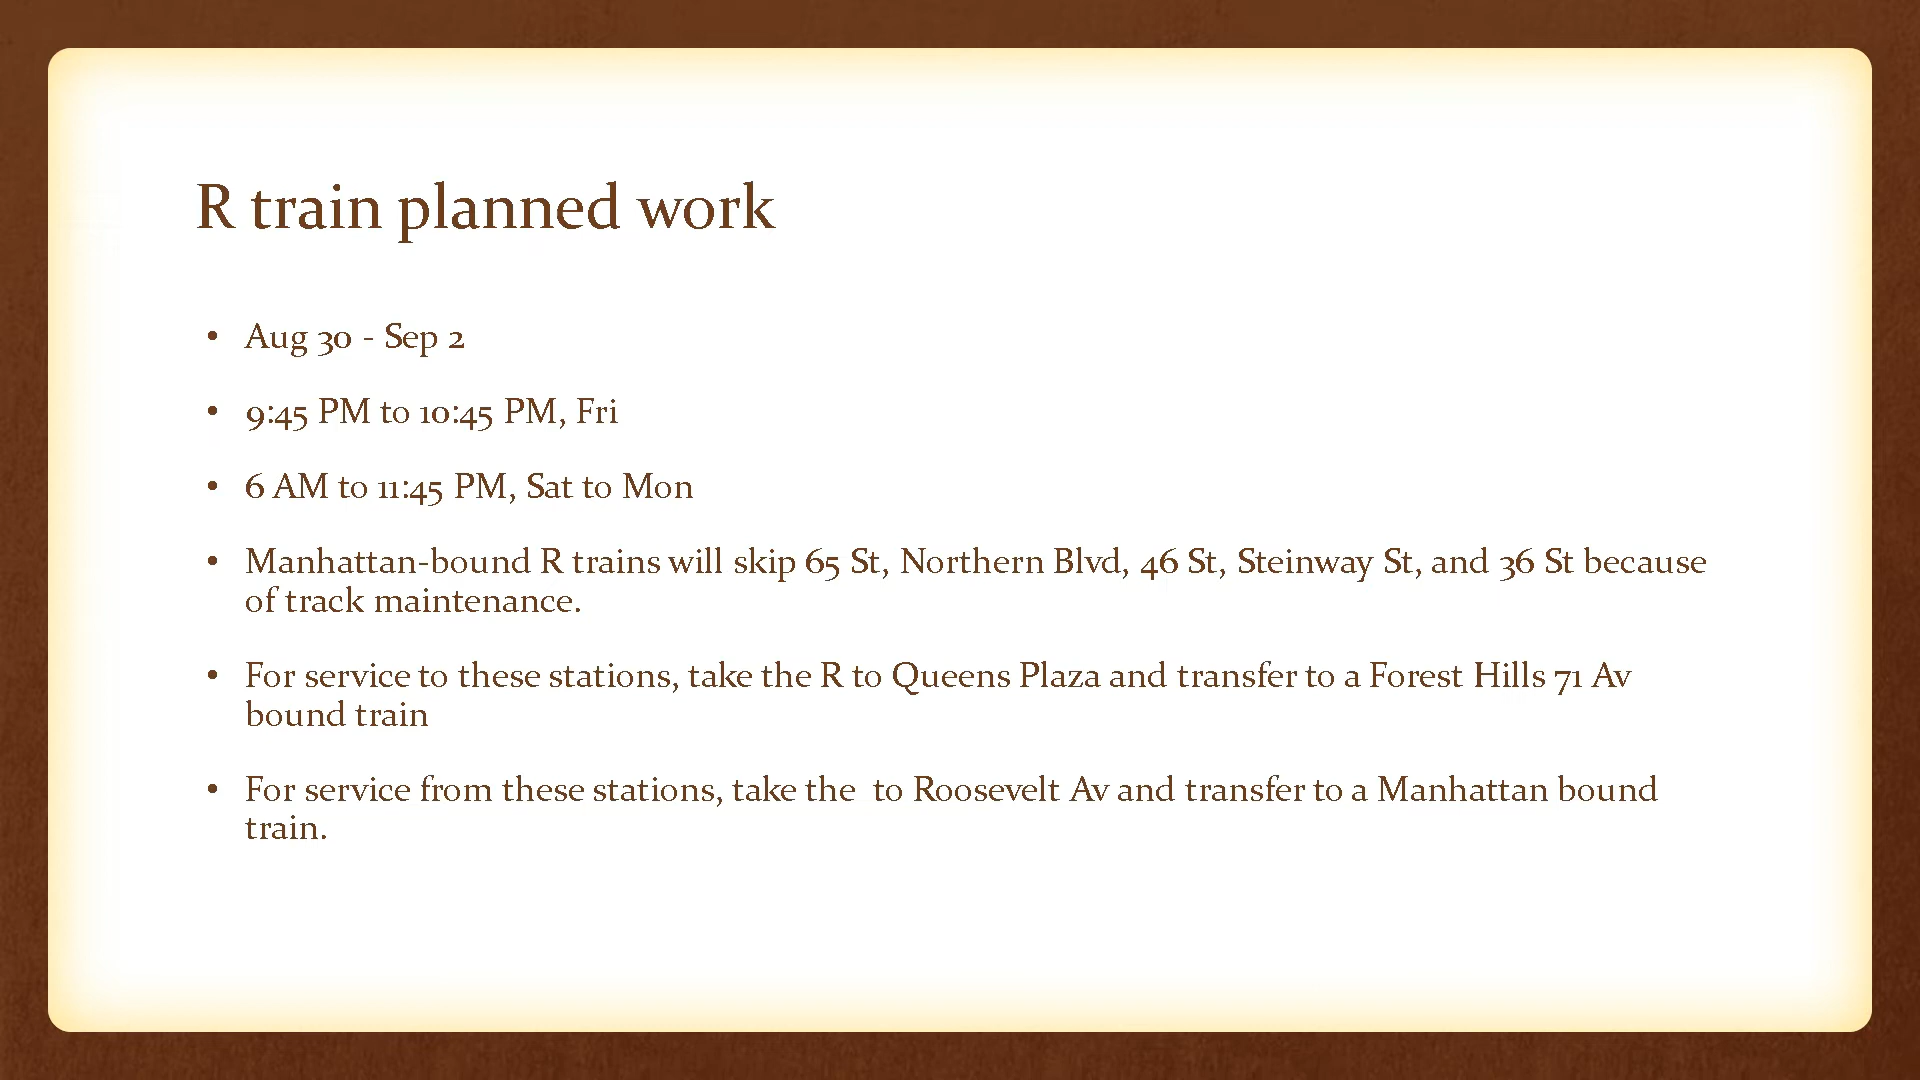 R train planned work
• Aug 30 - Sep 2
• 9:45 PM to 10:45 PM, Fri
• 6 AM to 11:45 PM, Sat to Mon
• Manhattan-bound R trains will skip 65 St, Northern Blvd, 46 St, Steinway St, and 36 St because
of track maintenance.
• For service to these stations, take the R to Queens Plaza and transfer to a Forest Hills 71 Av
bound train
• For service from these stations, take the  to Roosevelt Av and transfer to a Manhattan bound
train.